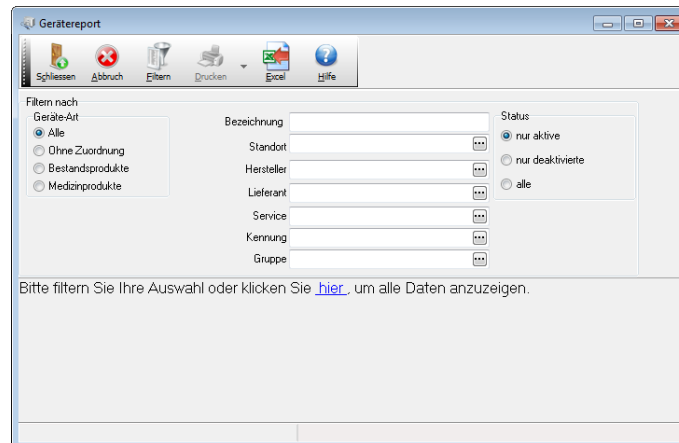 Gerätereport
Schliessen Abbruch Filtern Drucken Excel Hilfe
Filtern nach
Geräte-Art
Alle
Ohne Zuordnung
Bestandsprodukte
Medizinprodukte
Bezeichnung
Standort
Hersteller
Lieferant
Service
Kennung
Gruppe
Status
nur aktive
nur deaktivierte
alle
Bitte filtern Sie Ihre Auswahl oder klicken Sie hier , um alle Daten anzuzeigen.